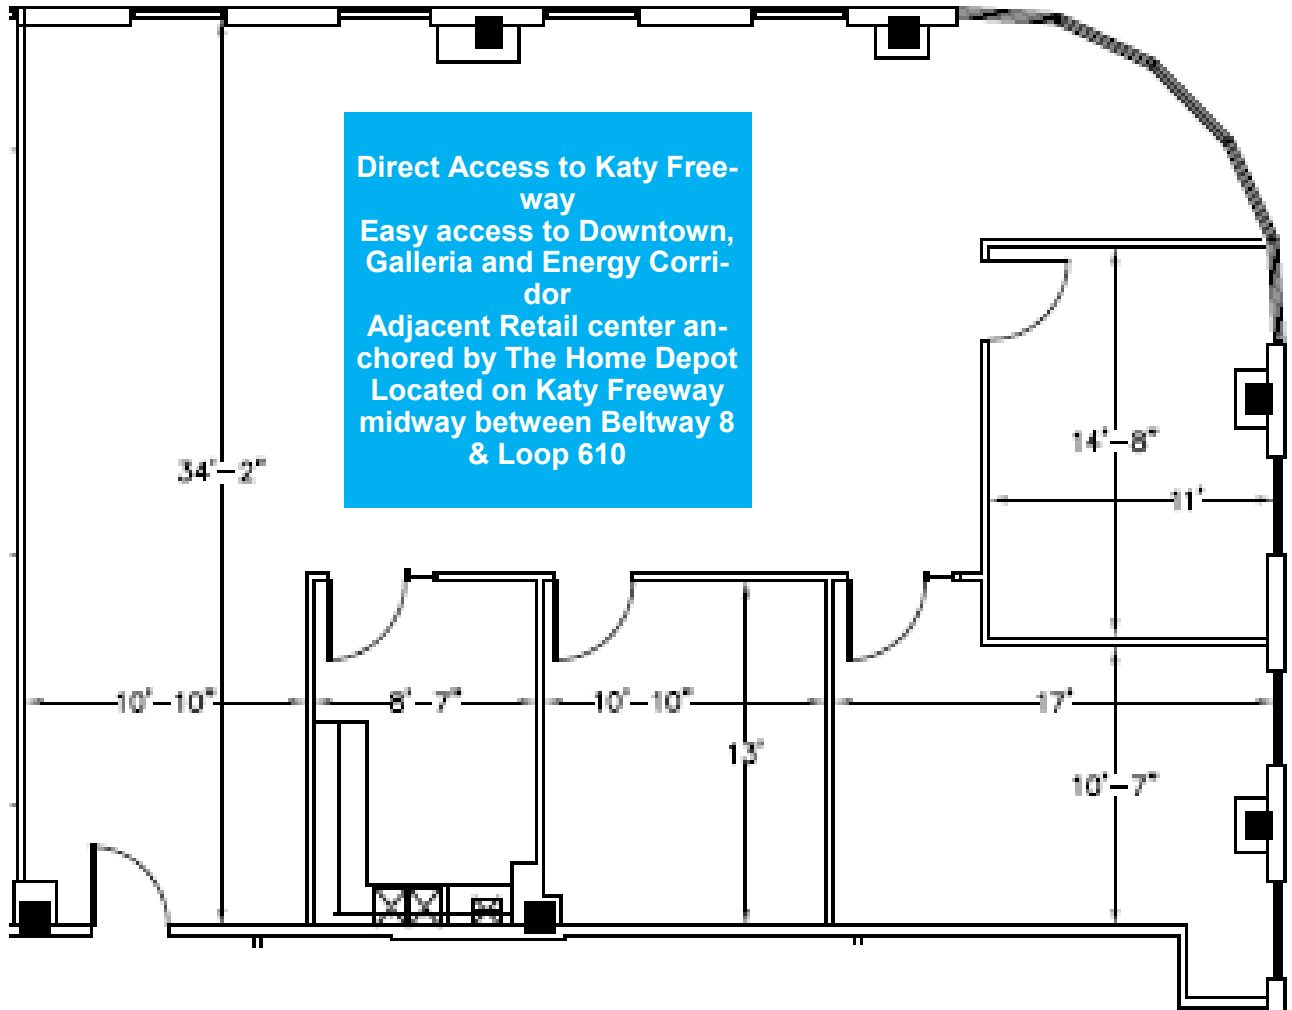 Direct Access to Katy Free-
way
Easy access to Downtown,
Galleria and Energy Corri-
dor
Adjacent Retail center an-
chored by The Home Depot
Located on Katy Freeway
midway between Beltway 8
& Loop 610
14'-8"
34'-2"
11'
10'-10"
8'-7"
10'-10"
17'
13'
10'-7"